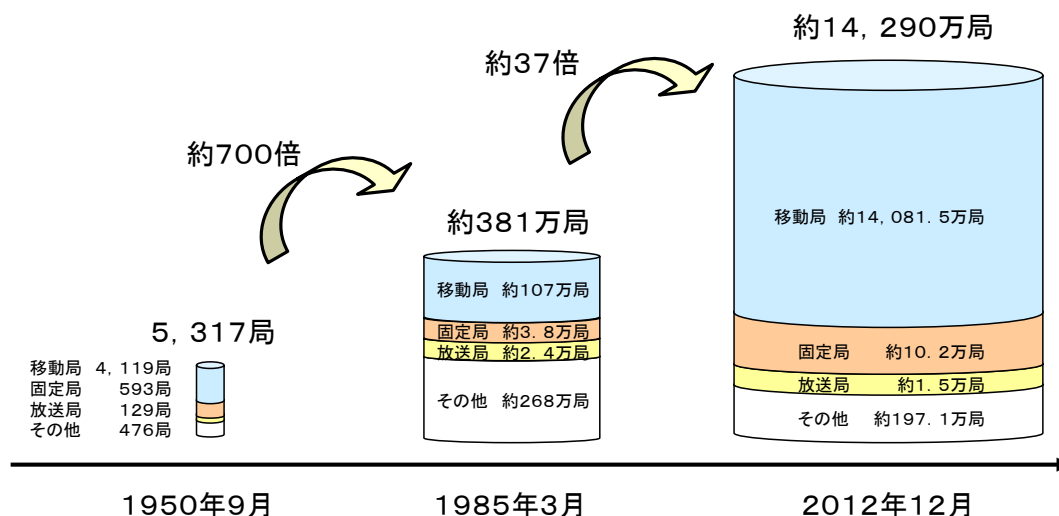 約14，290万局
約37倍
約700倍
移動局 約14，081．5万局
約381万局
移動局 約107万局
5，317局
固定局 約3．8万局
放送局 約2．4万局
固定局 約10．2万局
移動局 4，119局
固定局 593局
放送局 129局
その他 476局
放送局 約1．5万局
その他 約268万局
その他 約197．1万局
1950年9月 1985年3月 2012年12月